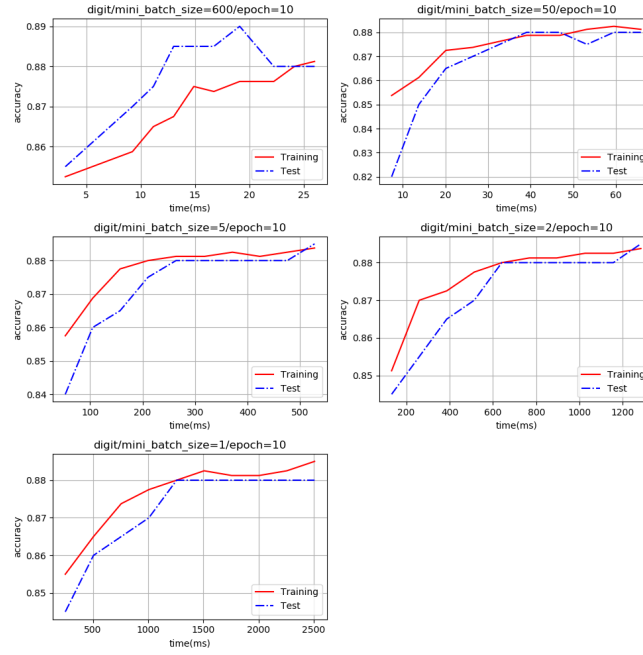 digit/mini_batch_size=600/epoch=10
0.89
0.88
0.87
0.86
accuracy
Training
Test
5
10
15
20
25
time(ms)
digit/mini_batch_size=50/epoch=10
0.88
0.87
0.86
0.85
0.84
0.83
0.82
accuracy
Training
Test
10
20
30
40
50
60
time(ms)
digit/mini_batch_size=5/epoch=10
0.88
0.87
0.86
0.85
0.84
accuracy
Training
Test
100
200
300
400
500
time(ms)
digit/mini_batch_size=2/epoch=10
0.88
0.87
0.86
0.85
accuracy
Training
Test
200
400
600
800
1000
1200
time(ms)
digit/mini_batch_size=1/epoch=10
0.88
0.87
0.86
0.85
accuracy
Training
Test
500
1000
1500
2000
2500
time(ms)